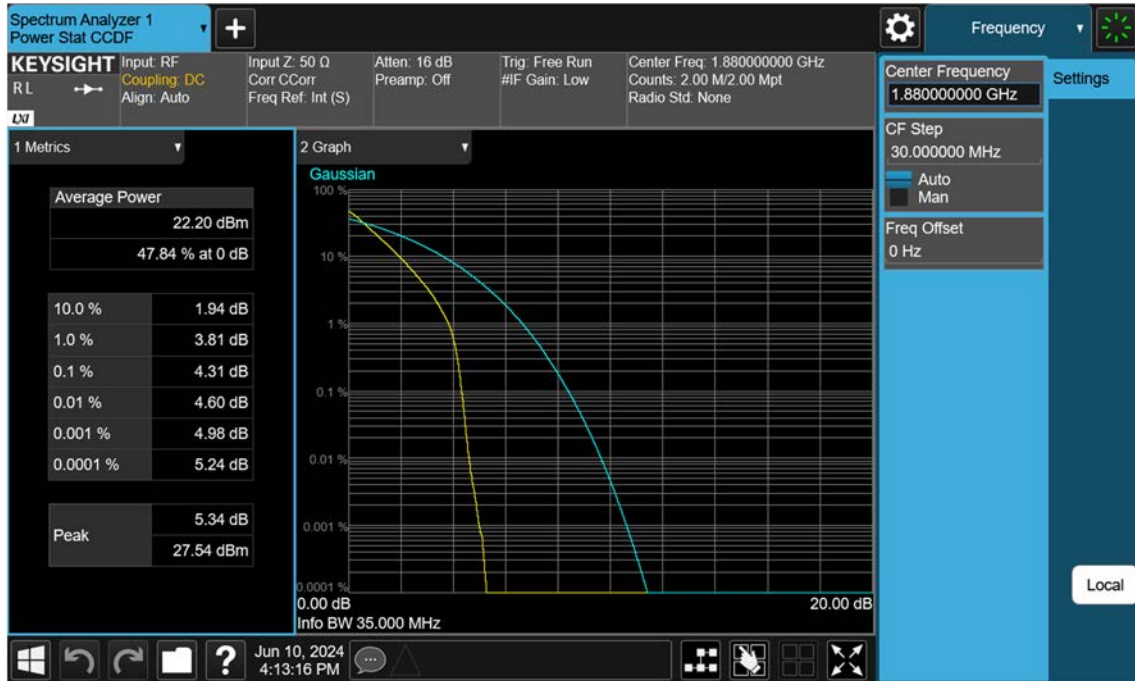 Spectrum Analyzer 1
Power Stat CCDF
Frequency
KEYSIGHT
R L
LXI
Input: RF
Coupling: DC
Align: Auto
Input Z: 50 Ω
Corr CCorr
Freq Ref: Int (S)
Atten: 16 dB
Preamp: Off
Trig: Free Run
#IF Gain: Low
Center Freq: 1.880000000 GHz
Counts: 2.00 M/2.00 Mpt
Radio Std: None
Center Frequency
1.880000000 GHz
Settings
CF Step
30.000000 MHz
Auto
Man
Freq Offset
0 Hz
Local
1 Metrics
Average Power
22.20 dBm
47.84 % at 0 dB
10.0 % 1.94 dB
1.0 % 3.81 dB
0.1 % 4.31 dB
0.01 % 4.60 dB
0.001 % 4.98 dB
0.0001 % 5.24 dB
Peak
5.34 dB
27.54 dBm
2 Graph
Gaussian
100 %
10 %
1 %
0.1 %
0.01 %
0.001 %
0.0001 %
0.00 dB
20.00 dB
Info BW 35.000 MHz
?
Jun 10, 2024
4:13:16 PM